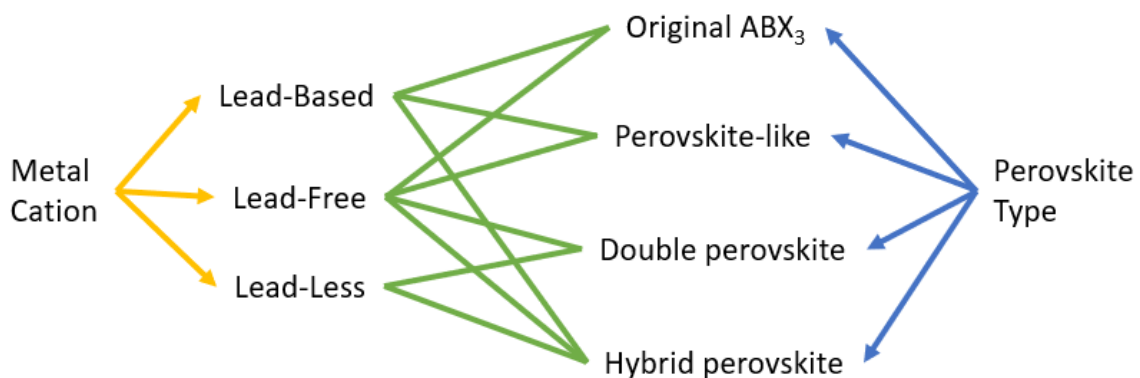 Metal
Cation
Lead-Based
Lead-Free
Lead-Less
Original ABX₃
Perovskite-like
Double perovskite
Hybrid perovskite
Perovskite
Type